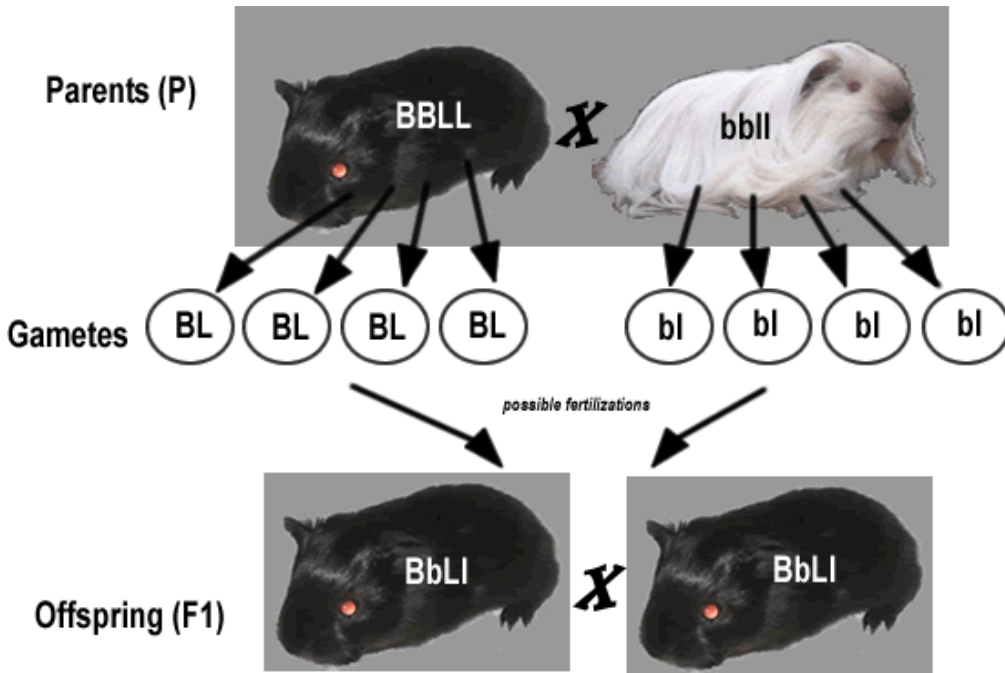 Parents (P)
BBLL
X
bbll
Gametes
BL
BL
BL
BL
bl
bl
bl
bl
possible fertilizations
Offspring (F1)
BbLl
X
BbLl